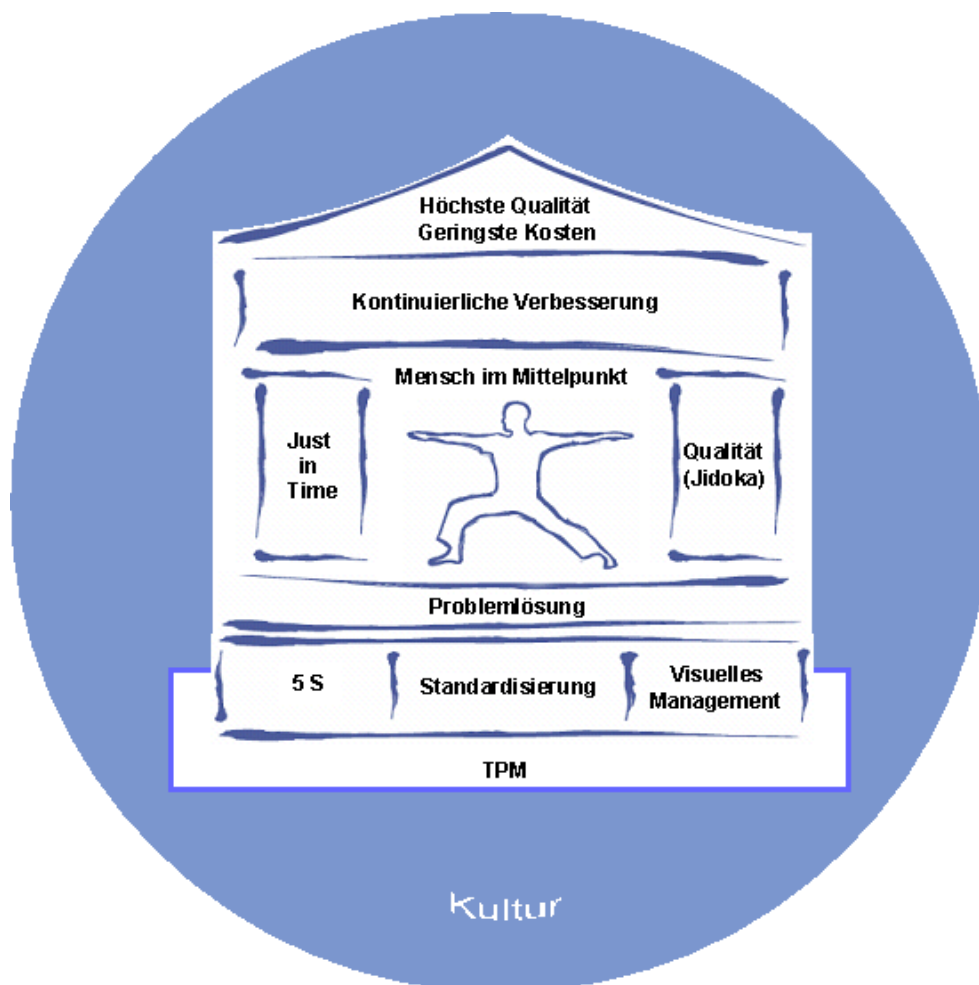 Höchste Qualität
Geringste Kosten
Kontinuierliche Verbesserung
Mensch im Mittelpunkt
Just
in
Time
Qualität
(Jidoka)
Problemlösung
5 S
Standardisierung
Visuelles
Management
TPM
Kultur